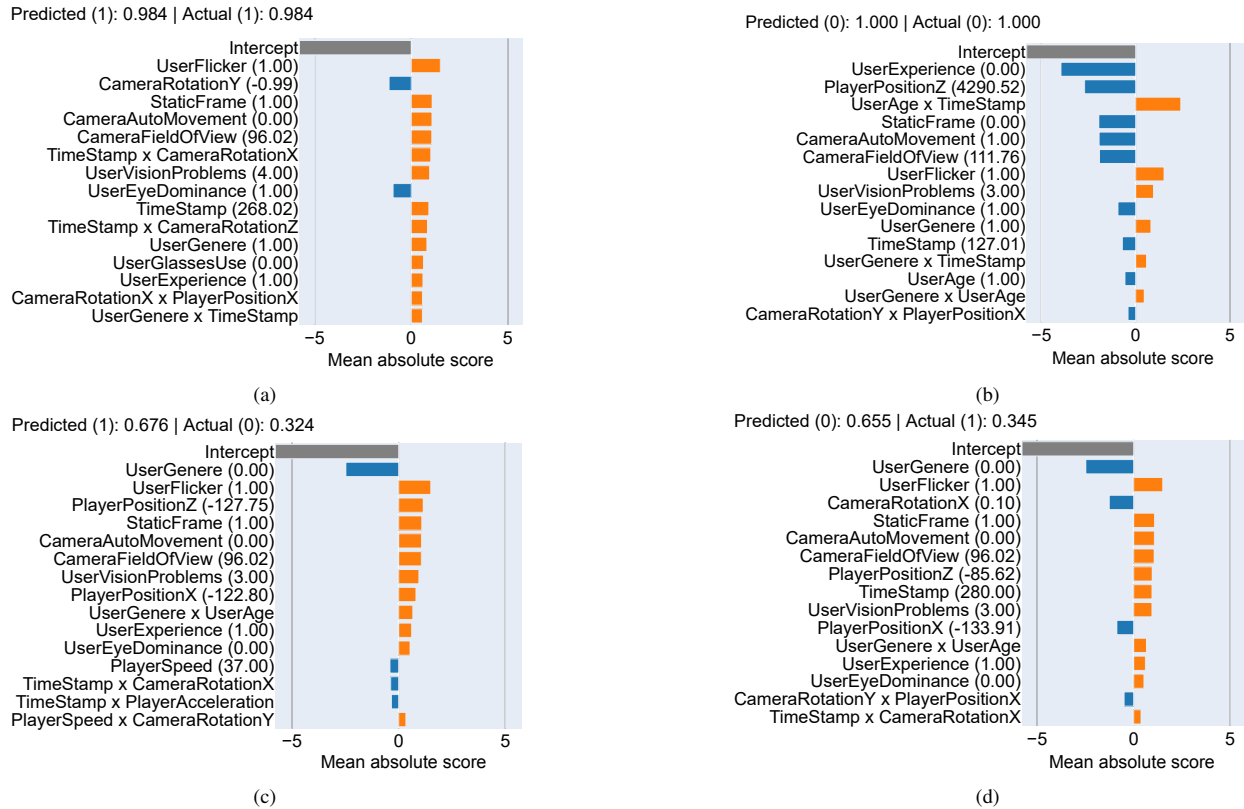 Predicted (1): 0.984 | Actual (1): 0.984
Intercept
UserFlicker (1.00)
CameraRotationY (-0.99)
StaticFrame (1.00)
CameraAutoMovement (0.00)
CameraFieldOfView (96.02)
TimeStamp x CameraRotationX
UserVisionProblems (4.00)
UserEyeDominance (1.00)
TimeStamp (268.02)
TimeStamp x CameraRotationZ
UserGenere (1.00)
UserGlassesUse (0.00)
UserExperience (1.00)
CameraRotationX x PlayerPositionX
UserGenere x TimeStamp
−5 0 5
Mean absolute score
(a)
Predicted (0): 1.000 | Actual (0): 1.000
Intercept
UserExperience (0.00)
PlayerPositionZ (4290.52)
UserAge x TimeStamp
StaticFrame (0.00)
CameraAutoMovement (1.00)
CameraFieldOfView (111.76)
UserFlicker (1.00)
UserVisionProblems (3.00)
UserEyeDominance (1.00)
UserGenere (1.00)
TimeStamp (127.01)
UserGenere x TimeStamp
UserAge (1.00)
UserGenere x UserAge
CameraRotationY x PlayerPositionX
−5 0 5
Mean absolute score
(b)
Predicted (1): 0.676 | Actual (0): 0.324
Intercept
UserGenere (0.00)
UserFlicker (1.00)
PlayerPositionZ (-127.75)
StaticFrame (1.00)
CameraAutoMovement (0.00)
CameraFieldOfView (96.02)
UserVisionProblems (3.00)
PlayerPositionX (-122.80)
UserGenere x UserAge
UserExperience (1.00)
UserEyeDominance (0.00)
PlayerSpeed (37.00)
TimeStamp x CameraRotationX
TimeStamp x PlayerAcceleration
PlayerSpeed x CameraRotationY
−5 0 5
Mean absolute score
(c)
Predicted (0): 0.655 | Actual (1): 0.345
Intercept
UserGenere (0.00)
UserFlicker (1.00)
CameraRotationX (0.10)
StaticFrame (1.00)
CameraAutoMovement (0.00)
CameraFieldOfView (96.02)
PlayerPositionZ (-85.62)
TimeStamp (280.00)
UserVisionProblems (3.00)
PlayerPositionX (-133.91)
UserGenere x UserAge
UserExperience (1.00)
UserEyeDominance (0.00)
CameraRotationY x PlayerPositionX
TimeStamp x CameraRotationX
−5 0 5
Mean absolute score
(d)